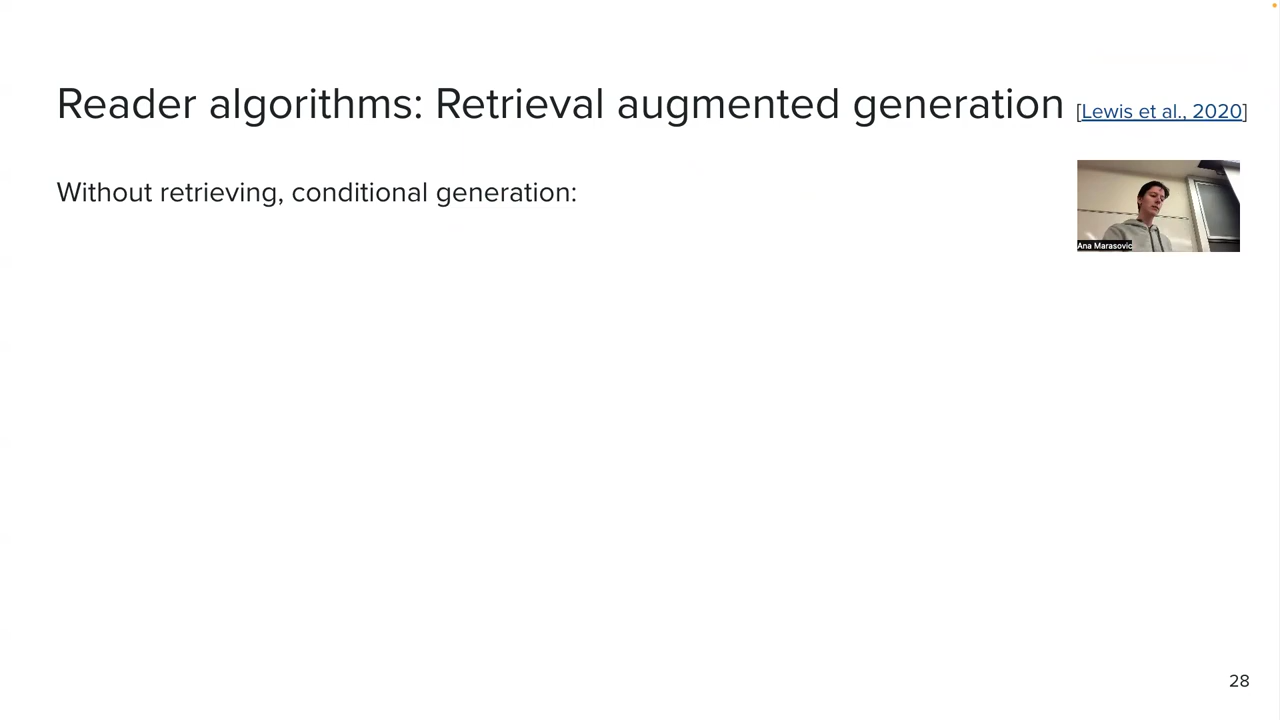 Reader algorithms: Retrieval augmented generation [Lewis et al., 2020]
Without retrieving, conditional generation:
Ana Marasovic
28